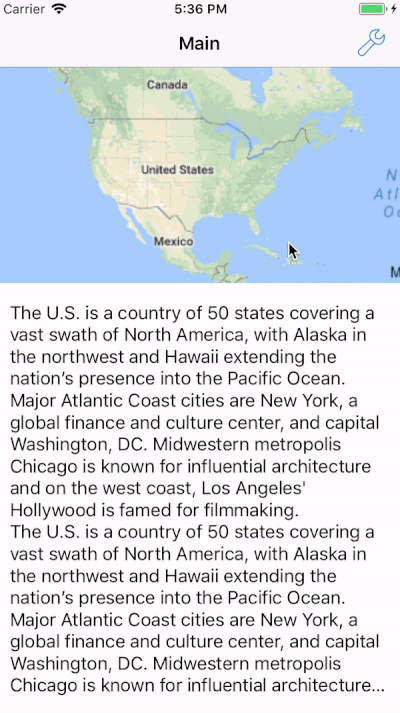 Carrier 5:36 PM
Main
Canada
United States
N
Atl
Oc
Mexico
M
The U.S. is a country of 50 states covering a
vast swath of North America, with Alaska in
the northwest and Hawaii extending the
nation’s presence into the Pacific Ocean.
Major Atlantic Coast cities are New York, a
global finance and culture center, and capital
Washington, DC. Midwestern metropolis
Chicago is known for influential architecture
and on the west coast, Los Angeles'
Hollywood is famed for filmmaking.
The U.S. is a country of 50 states covering a
vast swath of North America, with Alaska in
the northwest and Hawaii extending the
nation’s presence into the Pacific Ocean.
Major Atlantic Coast cities are New York, a
global finance and culture center, and capital
Washington, DC. Midwestern metropolis
Chicago is known for influential architecture...